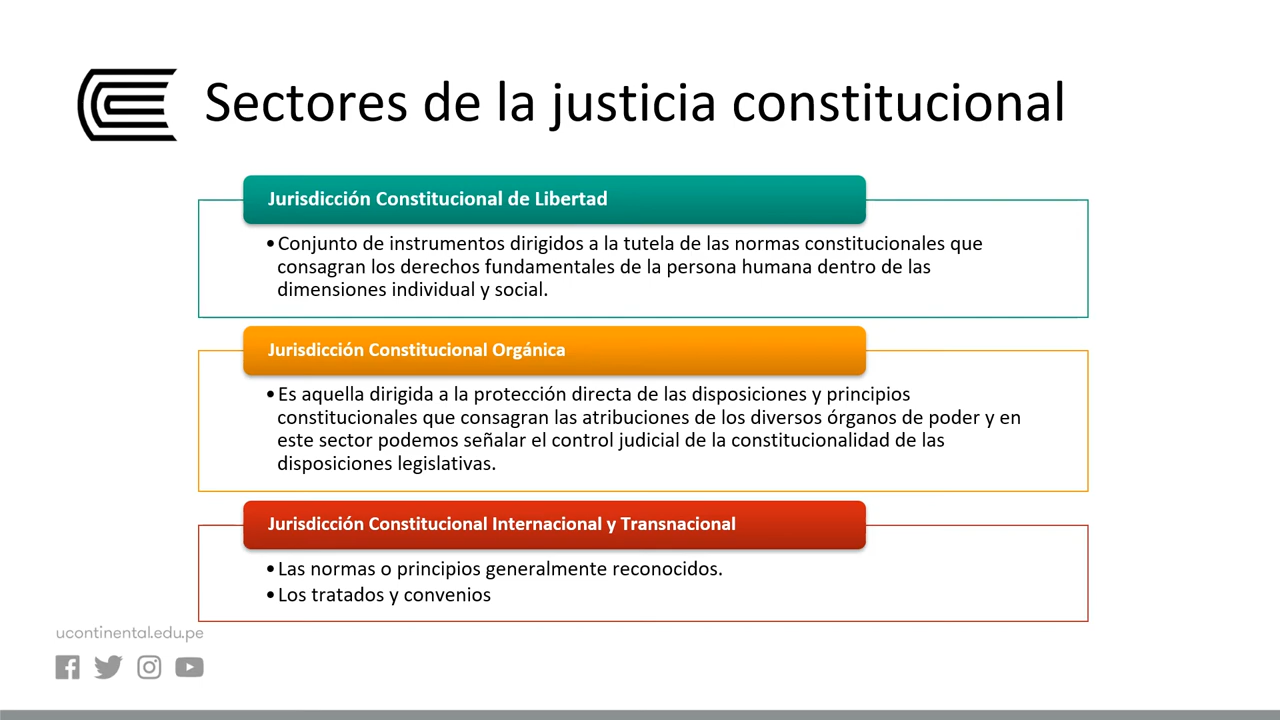 Sectores de la justicia constitucional
Jurisdicción Constitucional de Libertad
•Conjunto de instrumentos dirigidos a la tutela de las normas constitucionales que
consagran los derechos fundamentales de la persona humana dentro de las
dimensiones individual y social.
Jurisdicción Constitucional Orgánica
•Es aquella dirigida a la protección directa de las disposiciones y principios
constitucionales que consagran las atribuciones de los diversos órganos de poder y en
este sector podemos señalar el control judicial de la constitucionalidad de las
disposiciones legislativas.
Jurisdicción Constitucional Internacional y Transnacional
•Las normas o principios generalmente reconocidos.
•Los tratados y convenios
ucontinental.edu.pe